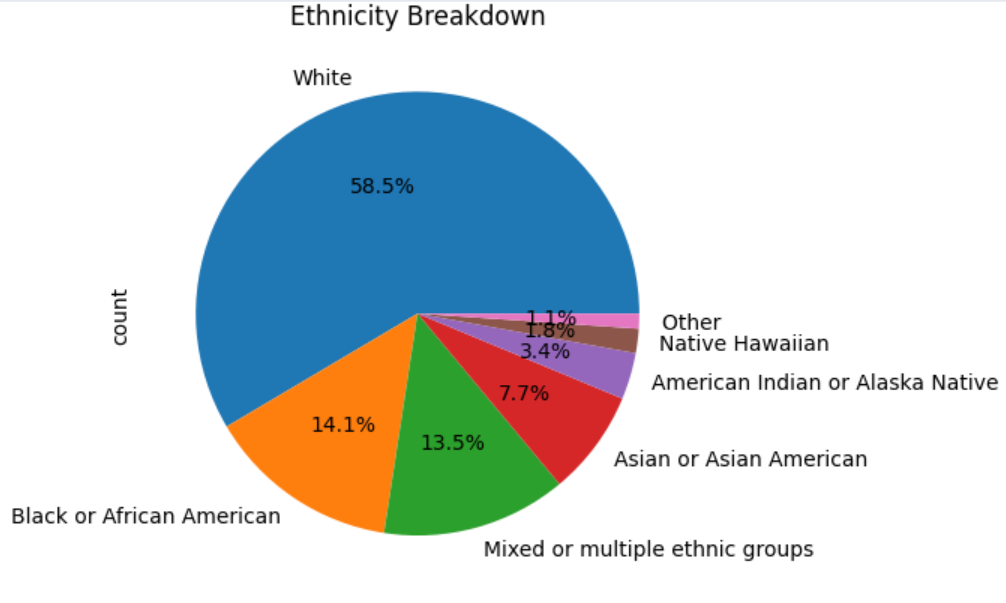 Ethnicity Breakdown
White
58.5%
count
1.1%
Other
1.8%
Native Hawaiian
3.4%
American Indian or Alaska Native
7.7%
14.1%
13.5%
Asian or Asian American
Black or African American
Mixed or multiple ethnic groups